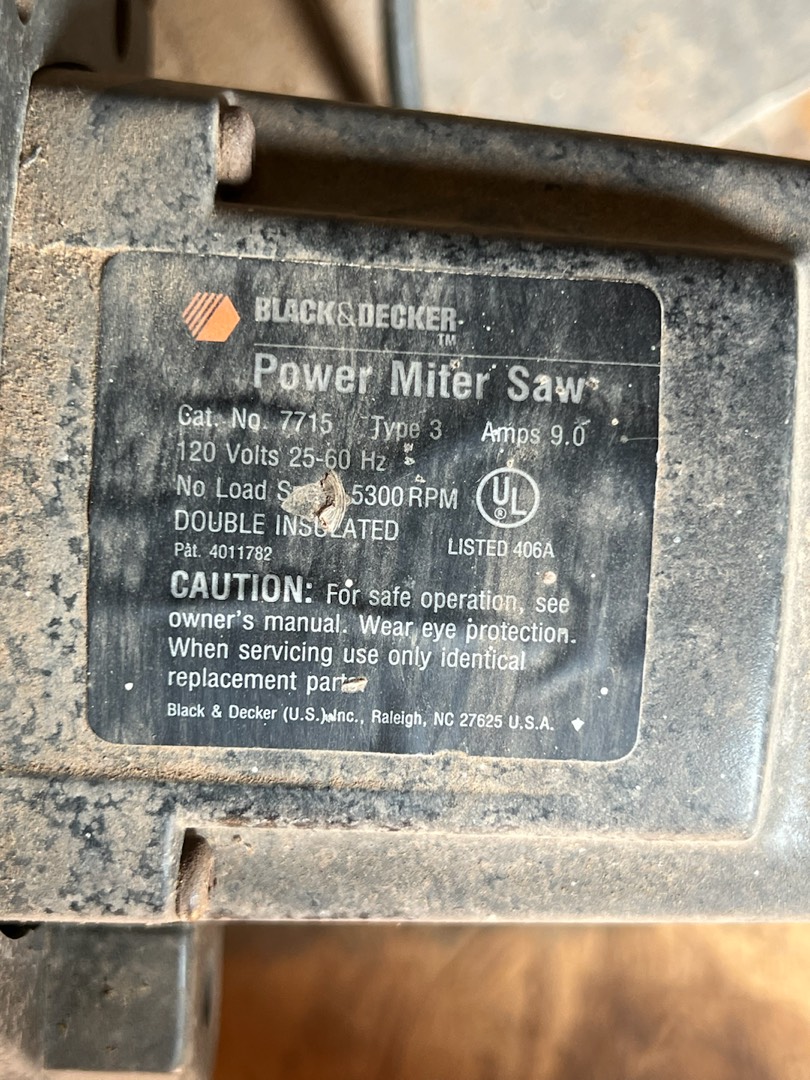 BLACK&DECKER
TM
Power Miter Saw
Cat. No. 7715 Type 3 Amps 9.0
120 Volts 25-60 Hz
No Load 5300 RPM
UL
®
DOUBLE INSULATED
LISTED 406A
Pat. 4011782
CAUTION: For safe operation, see
owner's manual. Wear eye protection.
When servicing use only identical
replacement parts.
Black & Decker (U.S.) Inc., Raleigh, NC 27625 U.S.A.